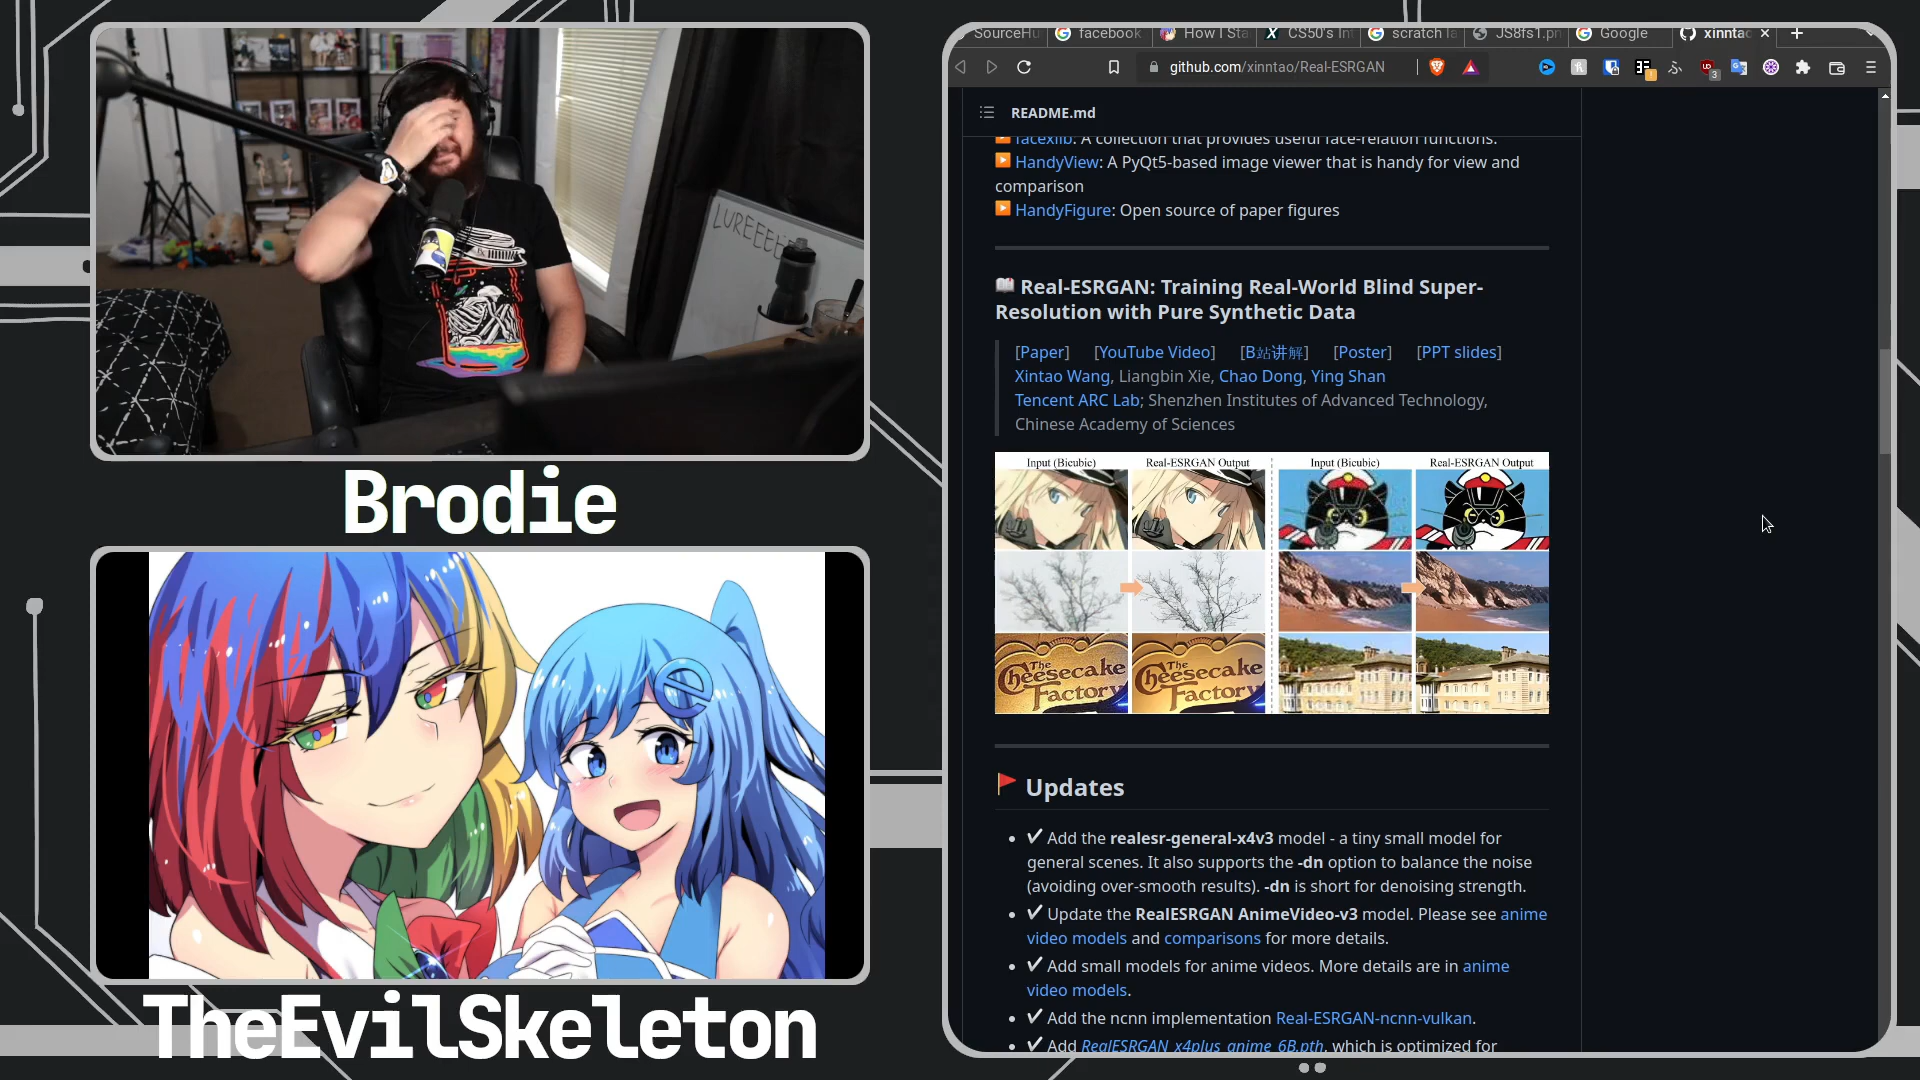 SourceHu
facebook
How I Sta
CS50's Int
scratch la
JS8fs1.pn
Google
xinntao
github.com/xinntao/Real-ESRGAN
3
README.md
facexlib: A collection that provides useful face-relation functions.
HandyView: A PyQt5-based image viewer that is handy for view and
comparison
HandyFigure: Open source of paper figures
Real-ESRGAN: Training Real-World Blind Super-
Resolution with Pure Synthetic Data
[Paper] [YouTube Video] [B站讲解] [Poster] [PPT slides]
Xintao Wang, Liangbin Xie, Chao Dong, Ying Shan
Tencent ARC Lab; Shenzhen Institutes of Advanced Technology,
Chinese Academy of Sciences
Input (Bicubic) Real-ESRGAN Output Input (Bicubic) Real-ESRGAN Output
The Cheesecake Factory
The Cheesecake Factory
Updates
Add the realesr-general-x4v3 model - a tiny small model for
general scenes. It also supports the -dn option to balance the noise
(avoiding over-smooth results). -dn is short for denoising strength.
Update the RealESRGAN AnimeVideo-v3 model. Please see anime
video models and comparisons for more details.
Add small models for anime videos. More details are in anime
video models.
Add the ncnn implementation Real-ESRGAN-ncnn-vulkan.
Add RealESRGAN_x4plus_anime_6B.pth, which is optimized for
Brodie
TheEvilSkeleton